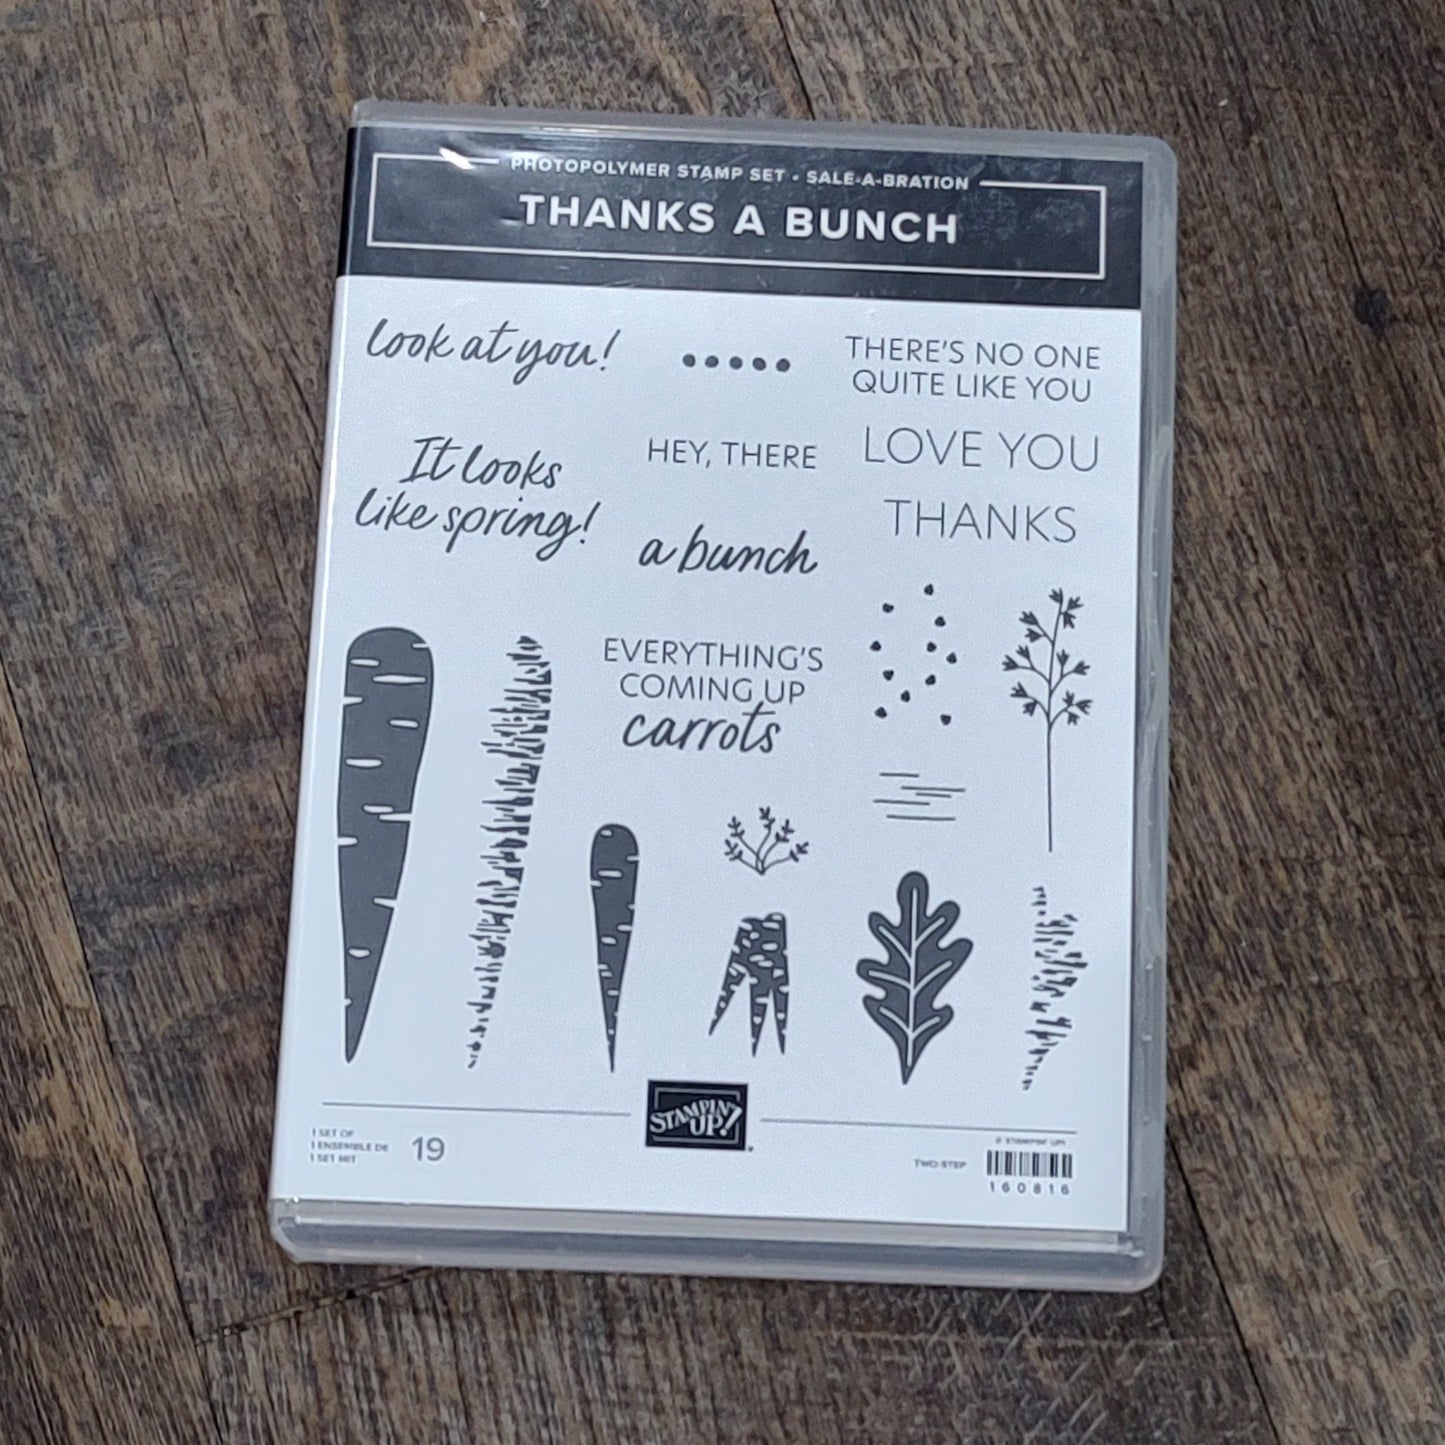 PHOTOPOLYMER STAMP SET • SALE-A-BRATION
THANKS A BUNCH
look at you!
THERE'S NO ONE
QUITE LIKE YOU
It looks
like spring!
HEY, THERE
LOVE YOU
a bunch
THANKS
EVERYTHING'S
COMING UP
carrots
STAMPIN'
UP!
1 SET OF
1 ENSEMBLE DE
1 SET MIT
19
© STAMPIN' UP!
TWO-STEP
160816